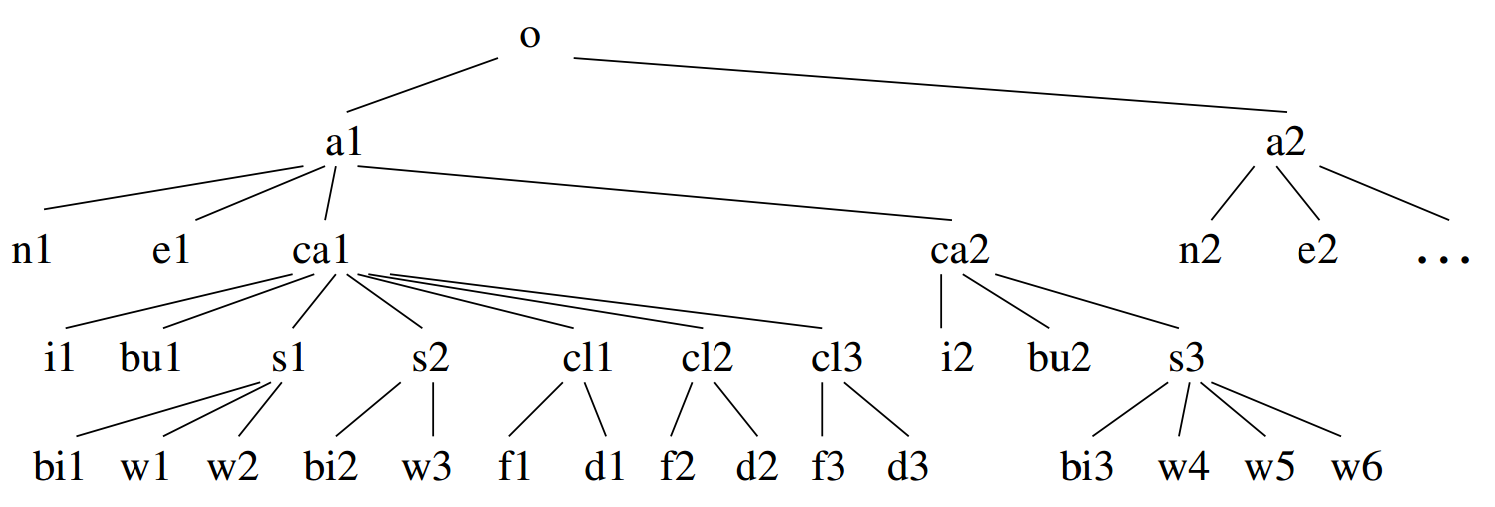 o
a1 a2
n1 e1 ca1 ca2 n2 e2 ...
i1 bu1 s1 s2 cl1 cl2 cl3 i2 bu2 s3
bi1 w1 w2 bi2 w3 f1 d1 f2 d2 f3 d3 bi3 w4 w5 w6